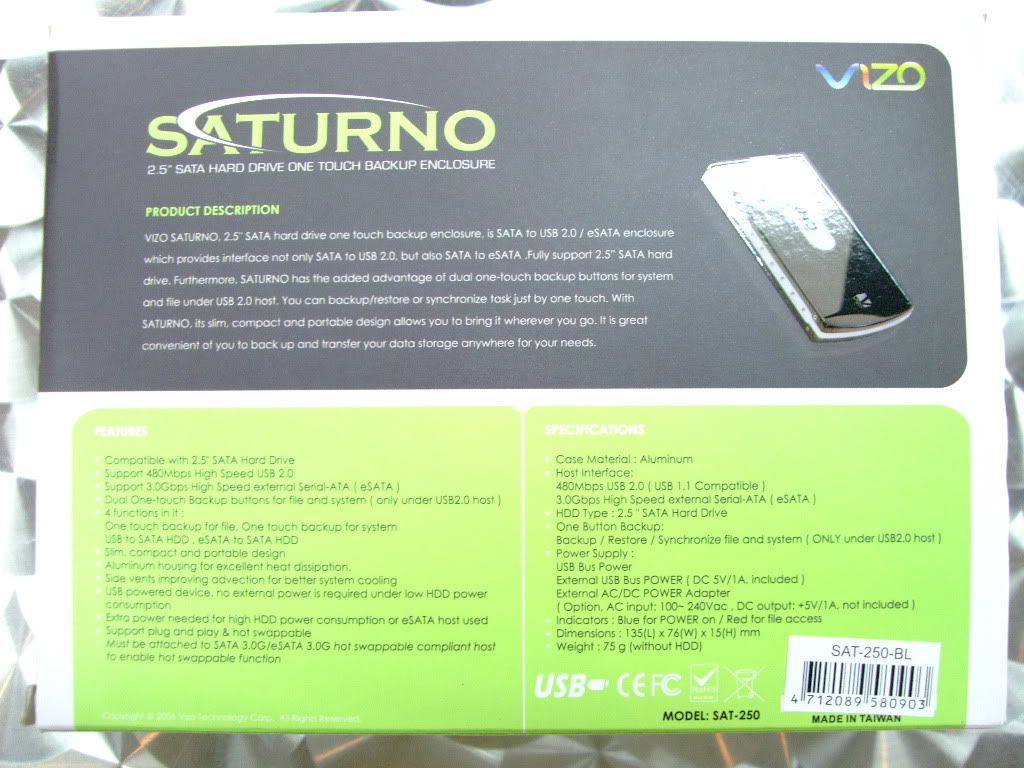 VIZO
SATURNO
2.5" SATA HARD DRIVE ONE TOUCH BACKUP ENCLOSURE
PRODUCT DESCRIPTION
VIZO SATURNO, 2.5" SATA hard drive one touch backup enclosure, is SATA to USB 2.0 / eSATA enclosure
which provides interface not only SATA to USB 2.0, but also SATA to eSATA .Fully support 2.5" SATA hard
drive. Furthermore, SATURNO has the added advantage of dual one-touch backup buttons for system
and file under USB 2.0 host. You can backup/restore or synchronize task just by one touch. With
SATURNO, its slim, compact and portable design allows you to bring it wherever you go. It is great
convenient of you to back up and transfer your data storage anywhere for your needs.
FEATURES
Compatible with 2.5" SATA Hard Drive
Support 480Mbps High Speed USB 2.0
Support 3.0Gbps High Speed external Serial-ATA ( eSATA )
Dual One-touch Backup buttons for file and system ( only under USB2.0 host )
4 functions in it :
One touch backup for file, One touch backup for system
USB to SATA HDD , eSATA to SATA HDD
Slim, compact and portable design
Aluminum housing for excellent heat dissipation.
Side vents improving advection for better system cooling
USB powered device, no external power is required under low HDD power
consumption
Extra power needed for high HDD power consumption or eSATA host used
Support plug and play & hot swappable
Must be attached to SATA 3.0G/eSATA 3.0G hot swappable compliant host
to enable hot swappable function
Copyright © 2006 Vizo Technology Corp. All Rights Reserved.
SPECIFICATIONS
Case Material : Aluminum
Host Interface:
480Mbps USB 2.0 ( USB 1.1 Compatible )
3.0Gbps High Speed external Serial-ATA ( eSATA )
HDD Type : 2.5 " SATA Hard Drive
One Button Backup:
Backup / Restore / Synchronize file and system ( ONLY under USB2.0 host )
Power Supply :
USB Bus Power
External USB Bus POWER ( DC 5V/1A, included )
External AC/DC POWER Adapter
( Option, AC input: 100~ 240Vac , DC output: +5V/1A, not included )
Indicators : Blue for POWER on / Red for file access
Dimensions : 135(L) x 76(W) x 15(H) mm
Weight : 75 g (without HDD)
USB CE FC RoHS
MODEL: SAT-250
SAT-250-BL
4 712089 580903
MADE IN TAIWAN